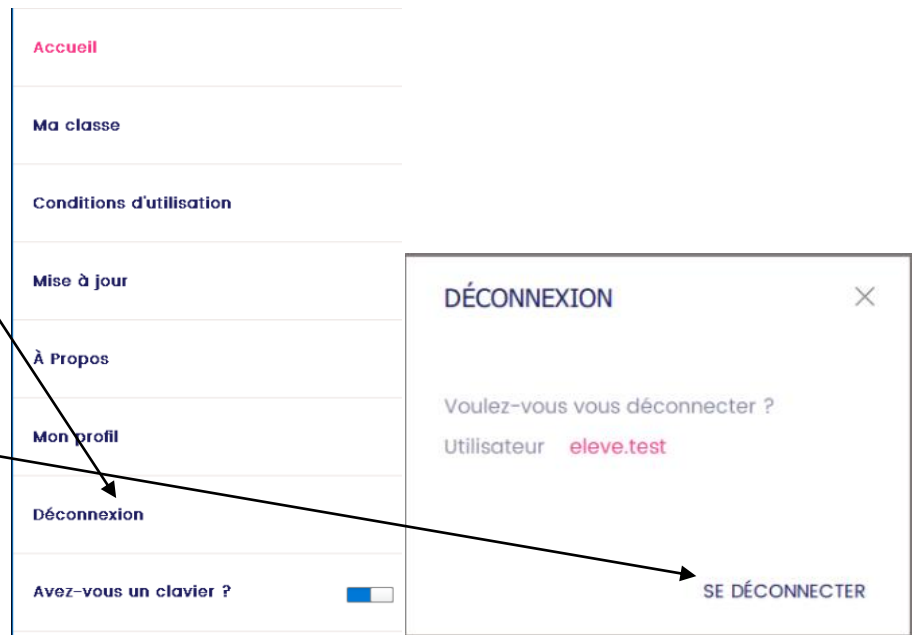 Accueil
Ma classe
Conditions d'utilisation
Mise à jour
À Propos
Mon profil
Déconnexion
Avez-vous un clavier ?
DÉCONNEXION
Voulez-vous vous déconnecter ?
Utilisateur eleve.test
SE DÉCONNECTER